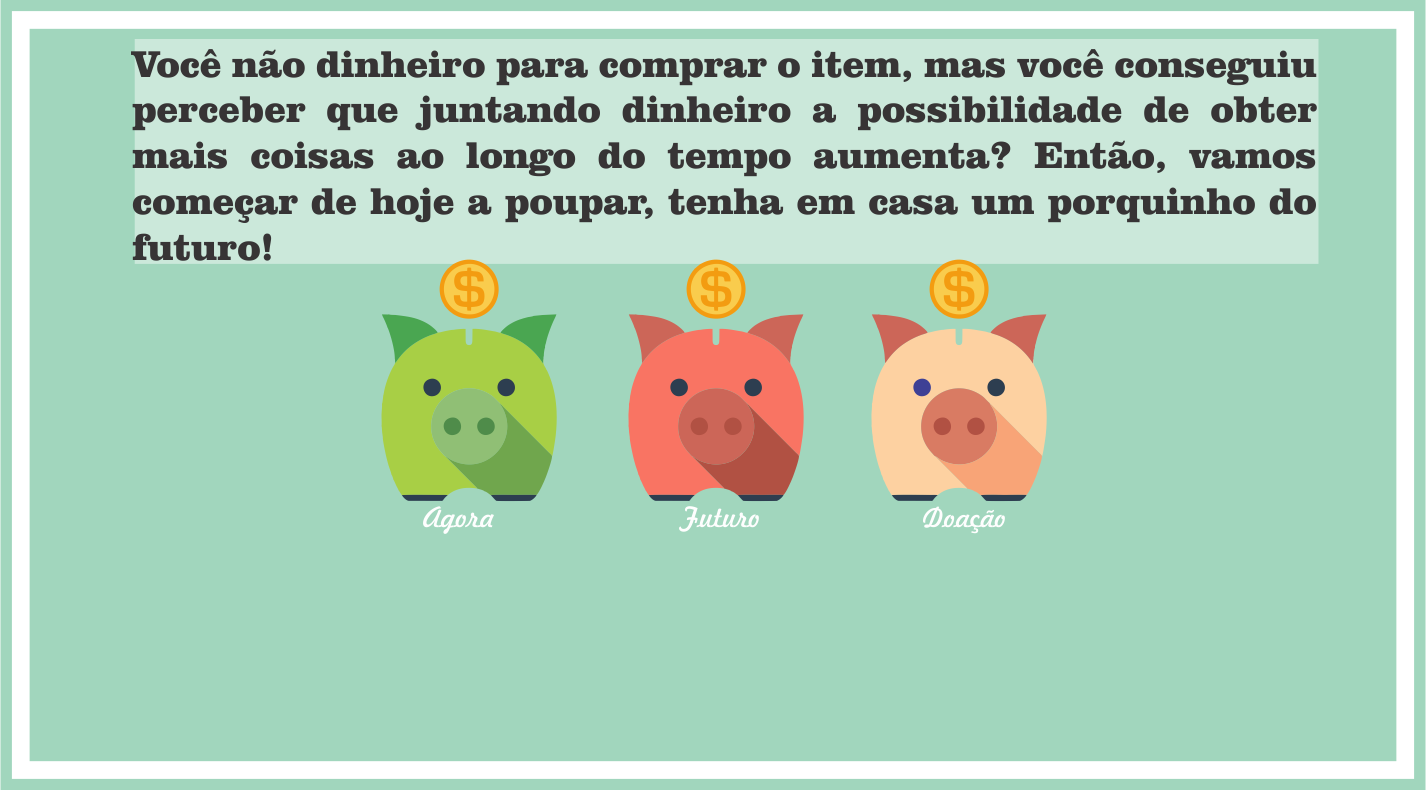 Você não dinheiro para comprar o item, mas você conseguiu
perceber que juntando dinheiro a possibilidade de obter
mais coisas ao longo do tempo aumenta? Então, vamos
começar de hoje a poupar, tenha em casa um porquinho do
futuro!
$ $ $
Agora Futuro Doação